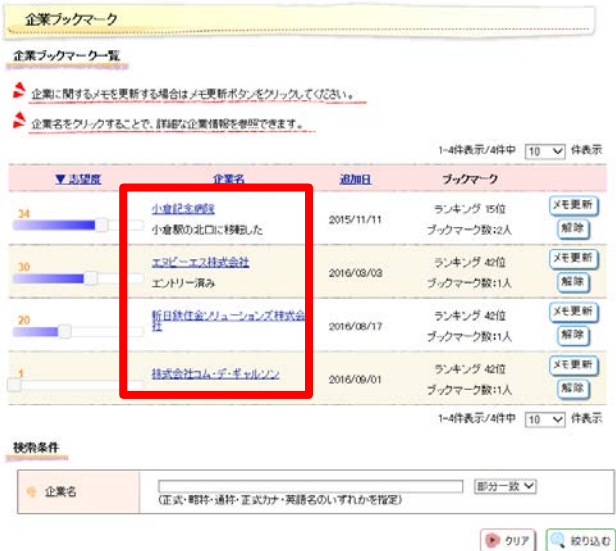 企業ブックマーク
企業ブックマーク一覧
企業に関するメモを更新する場合はメモ更新ボタンをクリックしてください。
企業名をクリックすることで、詳細な企業情報を参照できます。
1-4件表示/4件中 10 件表示
▼志望度 企業名 追加日 ブックマーク
34 小倉記念病院 2015/11/11 ランキング 15位 メモ更新
小倉駅の北口に移転した ブックマーク数:2人 解除
30 エヌビーエス株式会社 2016/03/03 ランキング 42位 メモ更新
エントリー済み ブックマーク数:1人 解除
20 新日鉄住金ソリューションズ株式会社 2016/08/17 ランキング 42位 メモ更新
ブックマーク数:1人 解除
1 株式会社コム・デ・ギャルソン 2016/09/01 ランキング 42位 メモ更新
ブックマーク数:1人 解除
1-4件表示/4件中 10 件表示
検索条件
企業名 部分一致
(正式・略称・通称・正式カナ・英語名のいずれかを指定)
クリア 絞り込む